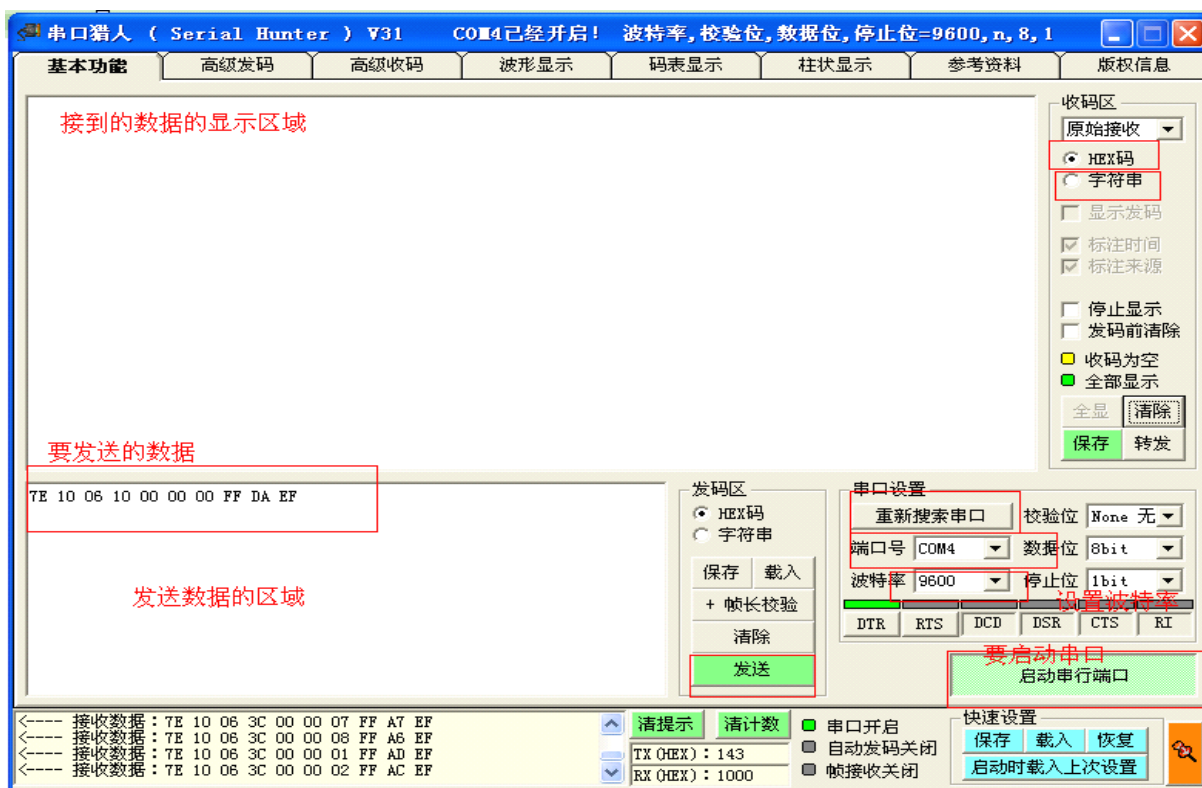 串口猎人 ( Serial Hunter ) V31 COM4已经开启! 波特率,校验位,数据位,停止位=9600,n,8,1
基本功能 高级发码 高级收码 波形显示 码表显示 柱状显示 参考资料 版权信息
接到的数据的显示区域
收码区
原始接收
HEX码
字符串
显示发码
标注时间
标注来源
停止显示
发码前清除
收码为空
全部显示
全显 清除
保存 转发
要发送的数据
7E 10 06 10 00 00 00 FF DA EF
发送数据的区域
发码区
HEX码
字符串
保存 载入
+ 帧长校验
清除
发送
串口设置
重新搜索串口 校验位 None 无
端口号 COM4 数据位 8bit
波特率 9600 停止位 1bit
设置波特率
DTR RTS DCD DSR CTS RI
要启动串口
启动串行端口
<---- 接收数据:7E 10 06 3C 00 00 07 FF A7 EF
<---- 接收数据:7E 10 06 3C 00 00 08 FF A6 EF
<---- 接收数据:7E 10 06 3C 00 00 01 FF AD EF
<---- 接收数据:7E 10 06 3C 00 00 02 FF AC EF
清提示 清计数
TX(HEX):143
RX(HEX):1000
串口开启
自动发码关闭
帧接收关闭
快速设置
保存 载入 恢复
启动时载入上次设置